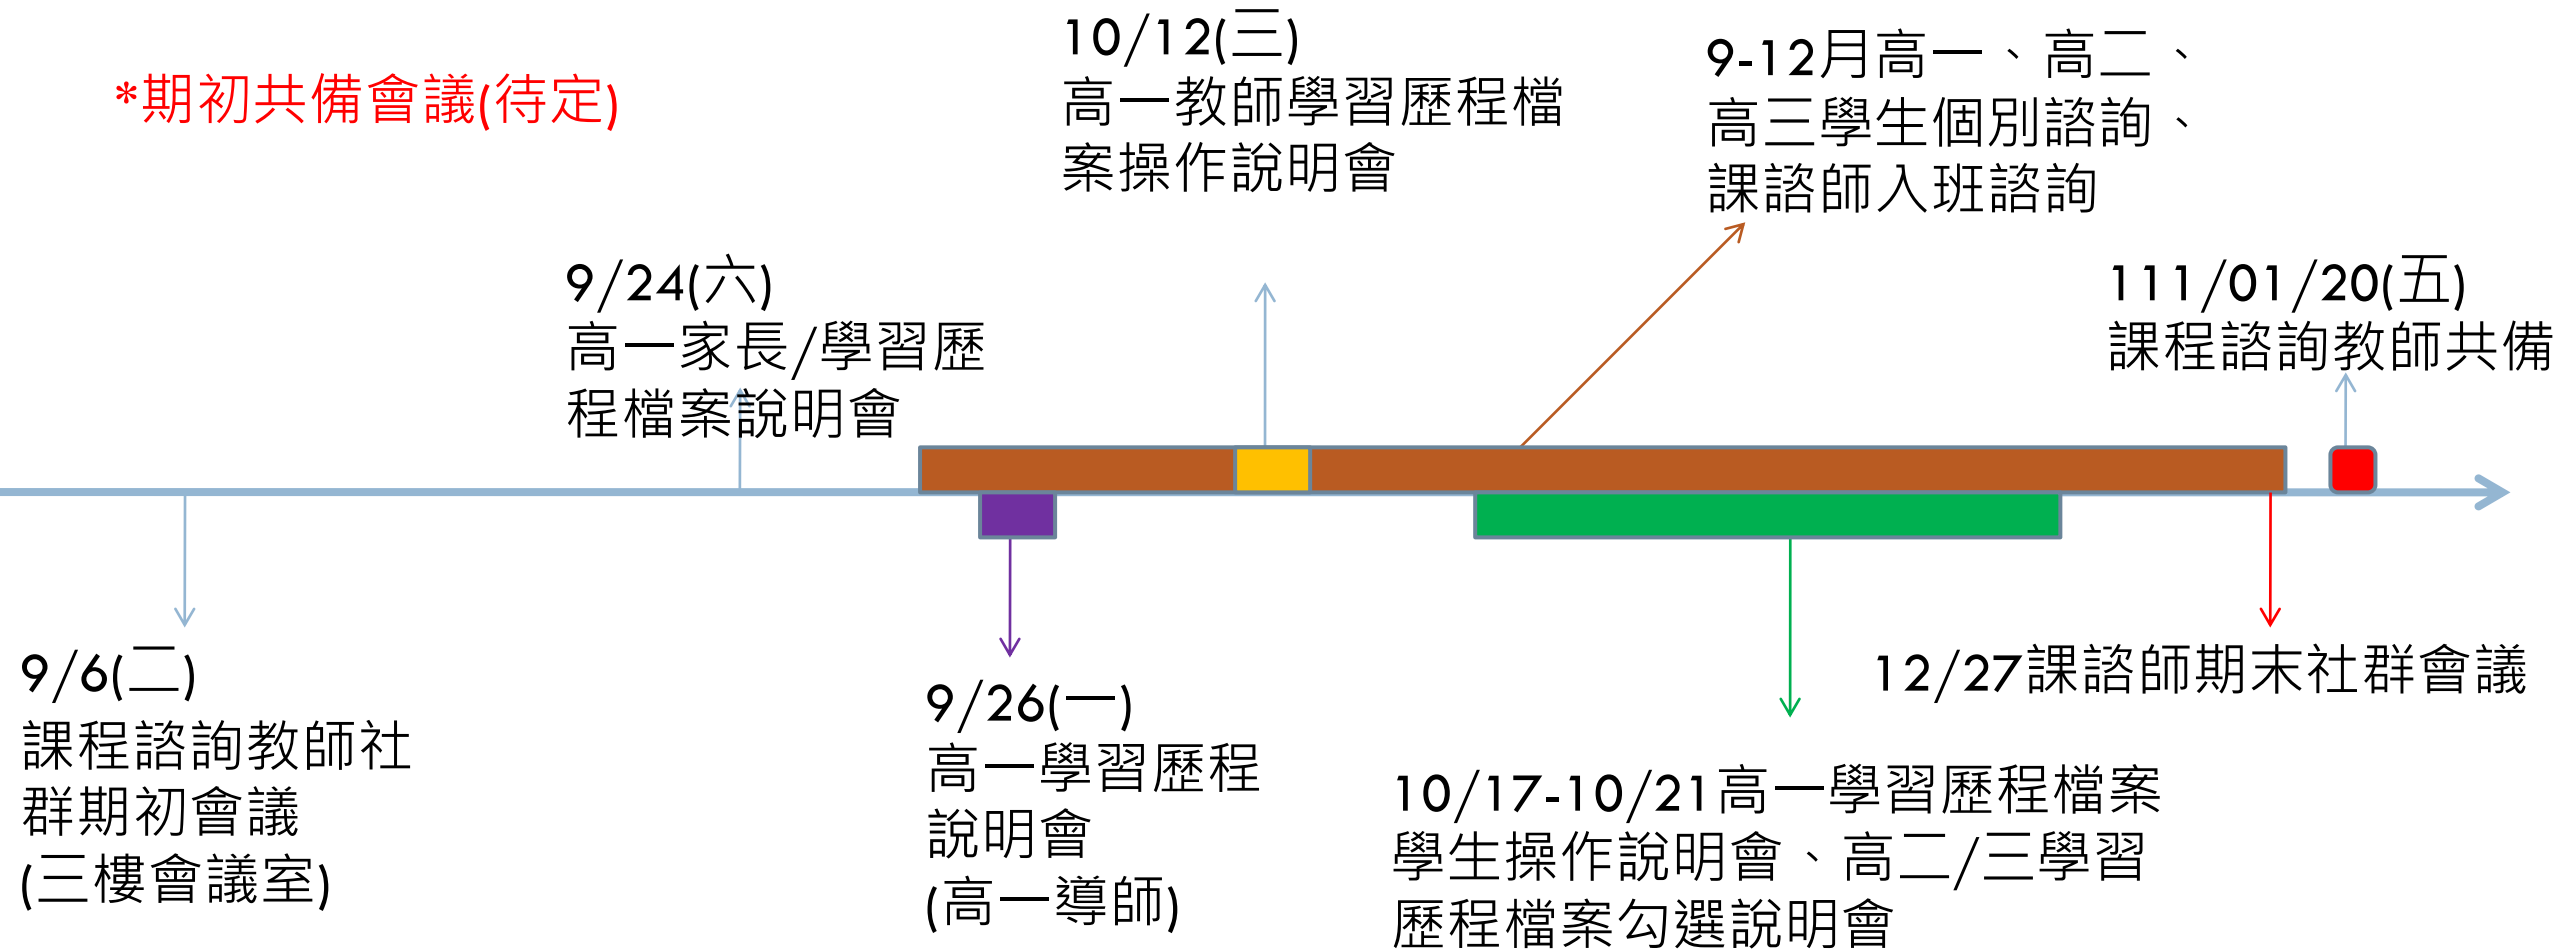 *期初共備會議(待定)
10/12(三)
高一教師學習歷程檔
案操作說明會
9-12月高一、高二、
高三學生個別諮詢、
課諮師入班諮詢
9/24(六)
高一家長/學習歷
程檔案說明會
111/01/20(五)
課程諮詢教師共備
9/6(二)
課程諮詢教師社
群期初會議
(三樓會議室)
9/26(一)
高一學習歷程
說明會
(高一導師)
12/27課諮師期末社群會議
10/17-10/21高一學習歷程檔案
學生操作說明會、高二/三學習
歷程檔案勾選說明會